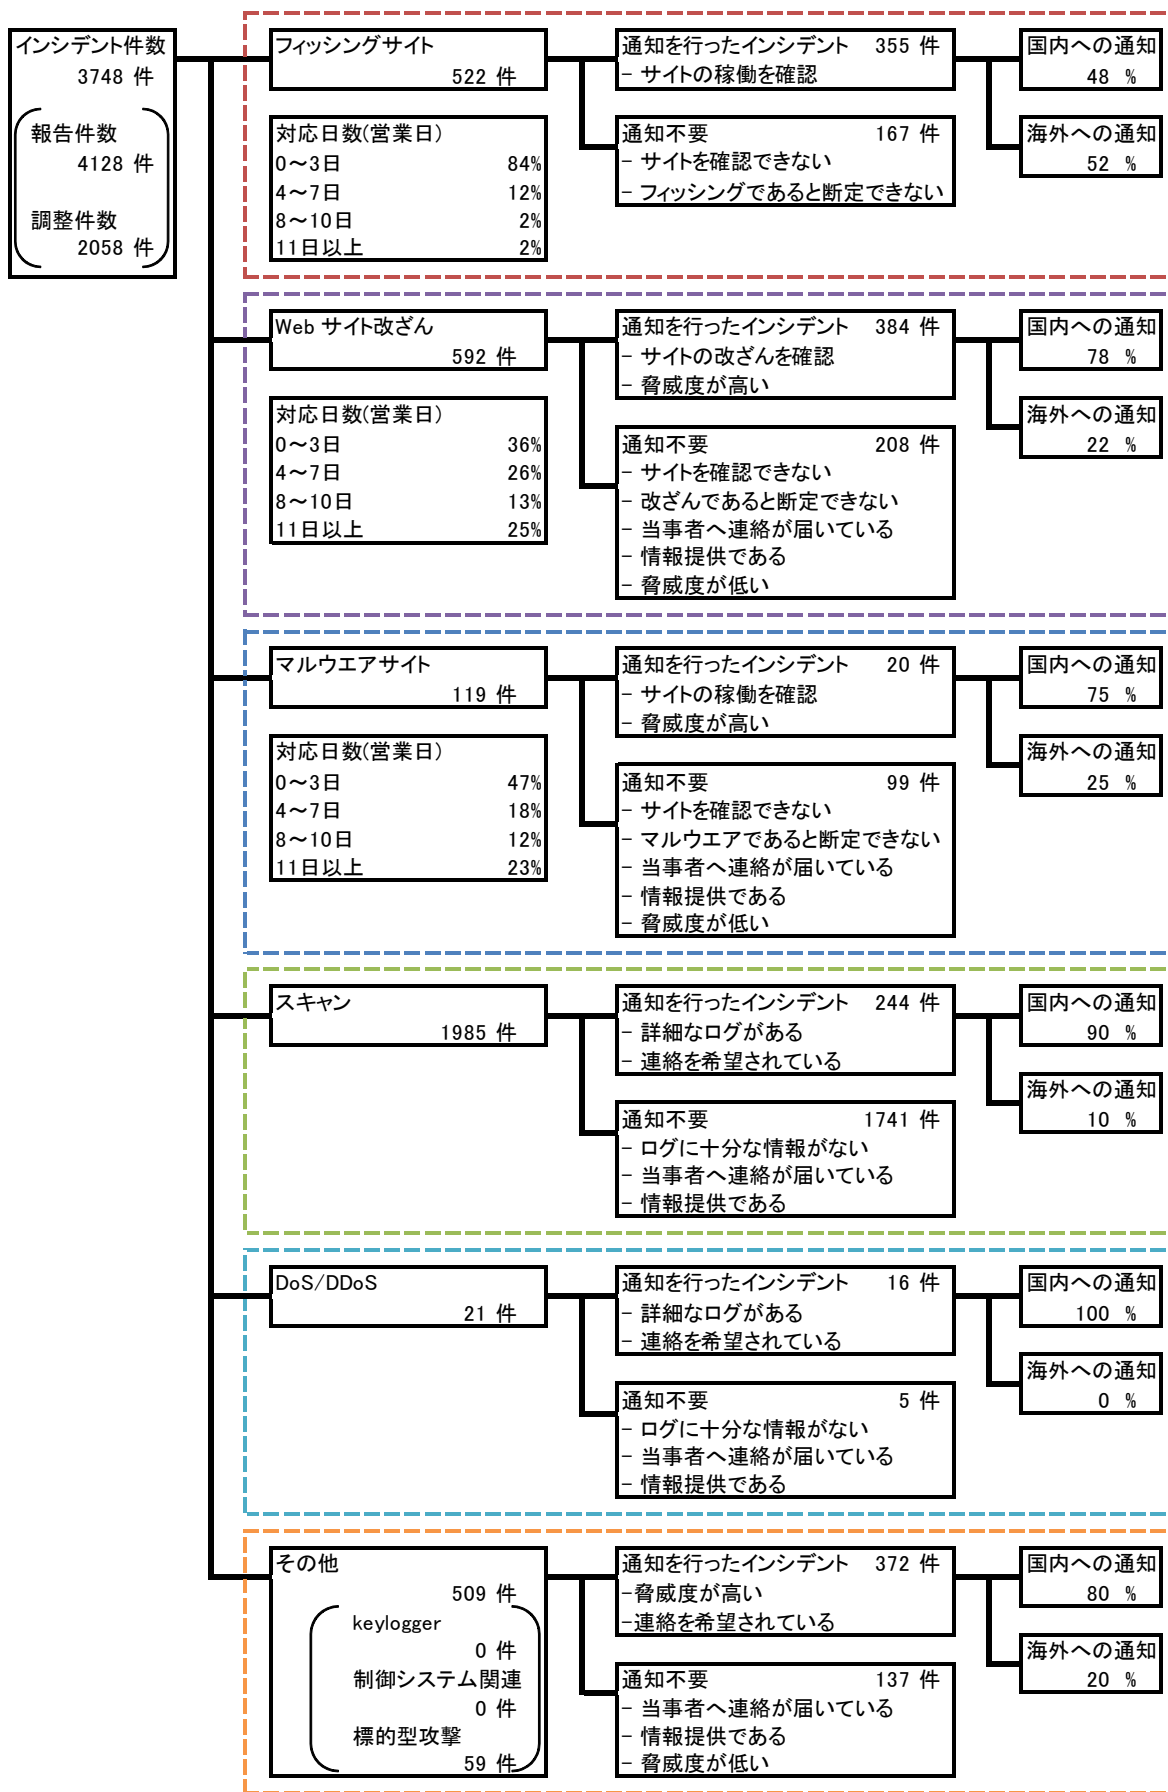 インシデント件数
3748 件
報告件数
4128 件
調整件数
2058 件
フィッシングサイト
522 件
対応日数(営業日)
0～3日 84%
4～7日 12%
8～10日 2%
11日以上 2%
通知を行ったインシデント 355 件
- サイトの稼働を確認
通知不要 167 件
- サイトを確認できない
- フィッシングであると断定できない
国内への通知
48 %
海外への通知
52 %
Web サイト改ざん
592 件
対応日数(営業日)
0～3日 36%
4～7日 26%
8～10日 13%
11日以上 25%
通知を行ったインシデント 384 件
- サイトの改ざんを確認
- 脅威度が高い
通知不要 208 件
- サイトを確認できない
- 改ざんであると断定できない
- 当事者へ連絡が届いている
- 情報提供である
- 脅威度が低い
国内への通知
78 %
海外への通知
22 %
マルウエアサイト
119 件
対応日数(営業日)
0～3日 47%
4～7日 18%
8～10日 12%
11日以上 23%
通知を行ったインシデント 20 件
- サイトの稼働を確認
- 脅威度が高い
通知不要 99 件
- サイトを確認できない
- マルウエアであると断定できない
- 当事者へ連絡が届いている
- 情報提供である
- 脅威度が低い
国内への通知
75 %
海外への通知
25 %
スキャン
1985 件
通知を行ったインシデント 244 件
- 詳細なログがある
- 連絡を希望されている
通知不要 1741 件
- ログに十分な情報がない
- 当事者へ連絡が届いている
- 情報提供である
国内への通知
90 %
海外への通知
10 %
DoS/DDoS
21 件
通知を行ったインシデント 16 件
- 詳細なログがある
- 連絡を希望されている
通知不要 5 件
- ログに十分な情報がない
- 当事者へ連絡が届いている
- 情報提供である
国内への通知
100 %
海外への通知
0 %
その他
509 件
keylogger
0 件
制御システム関連
0 件
標的型攻撃
59 件
通知を行ったインシデント 372 件
-脅威度が高い
-連絡を希望されている
通知不要 137 件
- 当事者へ連絡が届いている
- 情報提供である
- 脅威度が低い
国内への通知
80 %
海外への通知
20 %